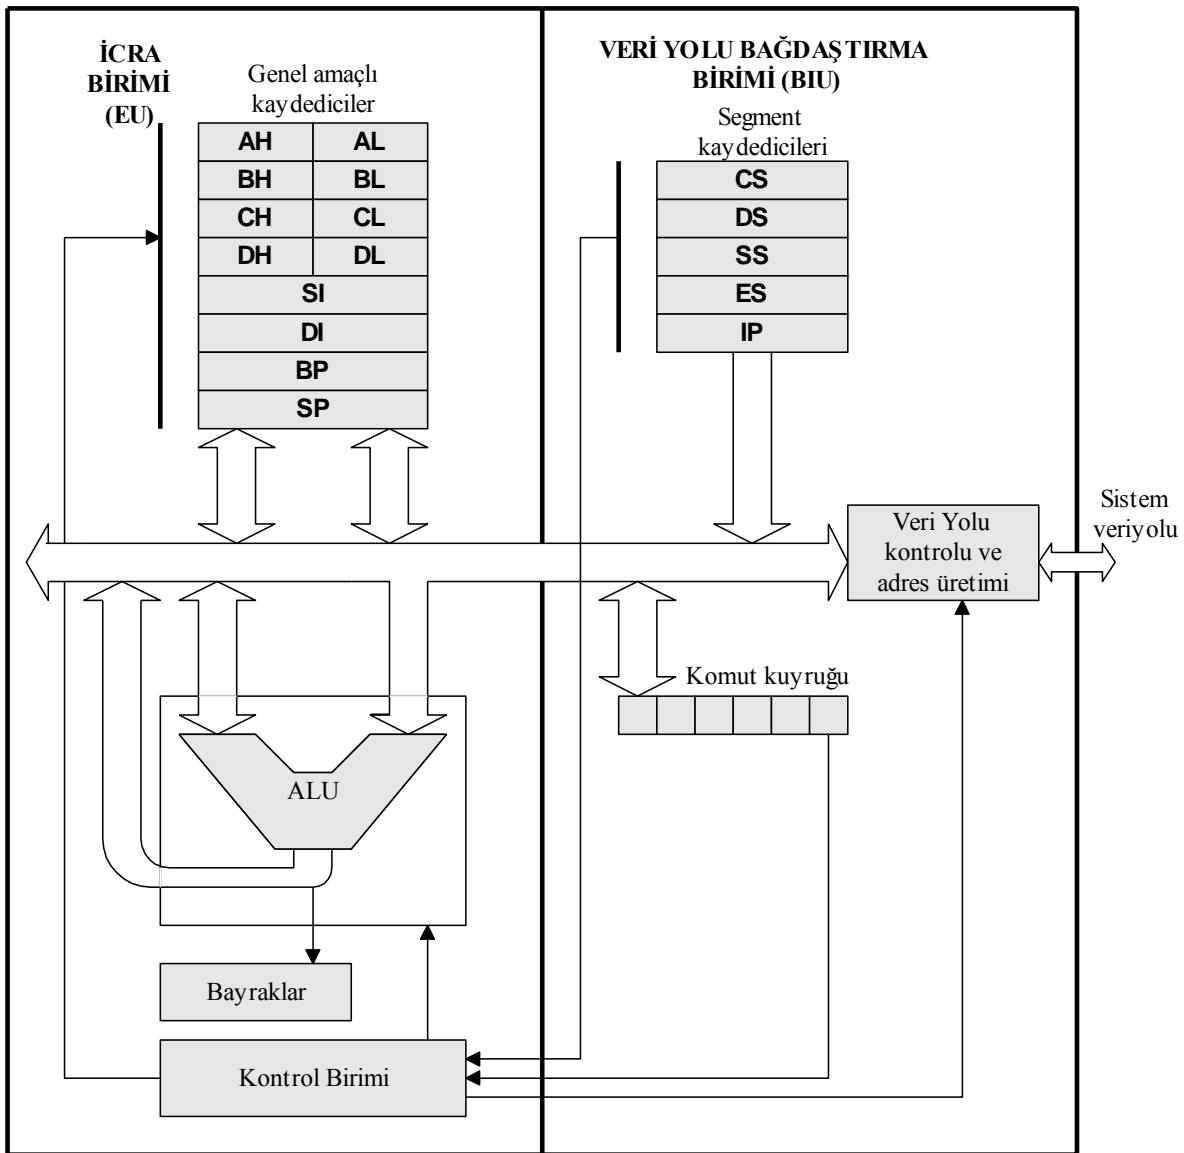 İCRA
BİRİMİ
(EU)
Genel amaçlı
kaydediciler
AH AL
BH BL
CH CL
DH DL
SI
DI
BP
SP
VERİ YOLU BAĞDAŞTIRMA
BİRİMİ (BIU)
Segment
kaydedicileri
CS
DS
SS
ES
IP
Veri Yolu
kontrolu ve
adres üretimi
Sistem
veriyolu
Komut kuyruğu
ALU
Bayraklar
Kontrol Birimi